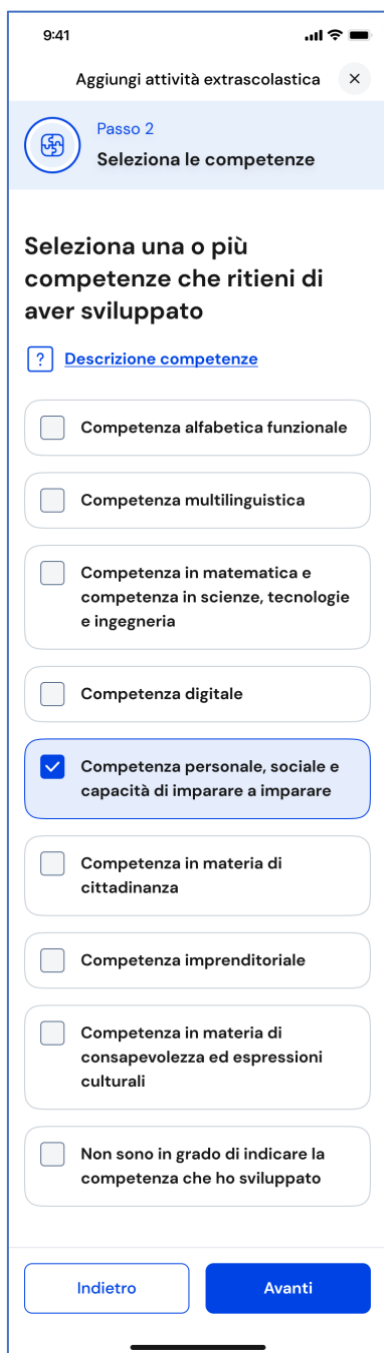 9:41
Aggiungi attività extrascolastica
Passo 2
Seleziona le competenze
Seleziona una o più
competenze che ritieni di
aver sviluppato
? Descrizione competenze
Competenza alfabetica funzionale
Competenza multilinguistica
Competenza in matematica e
competenza in scienze, tecnologie
e ingegneria
Competenza digitale
Competenza personale, sociale e
capacità di imparare a imparare
Competenza in materia di
cittadinanza
Competenza imprenditoriale
Competenza in materia di
consapevolezza ed espressioni
culturali
Non sono in grado di indicare la
competenza che ho sviluppato
Indietro
Avanti